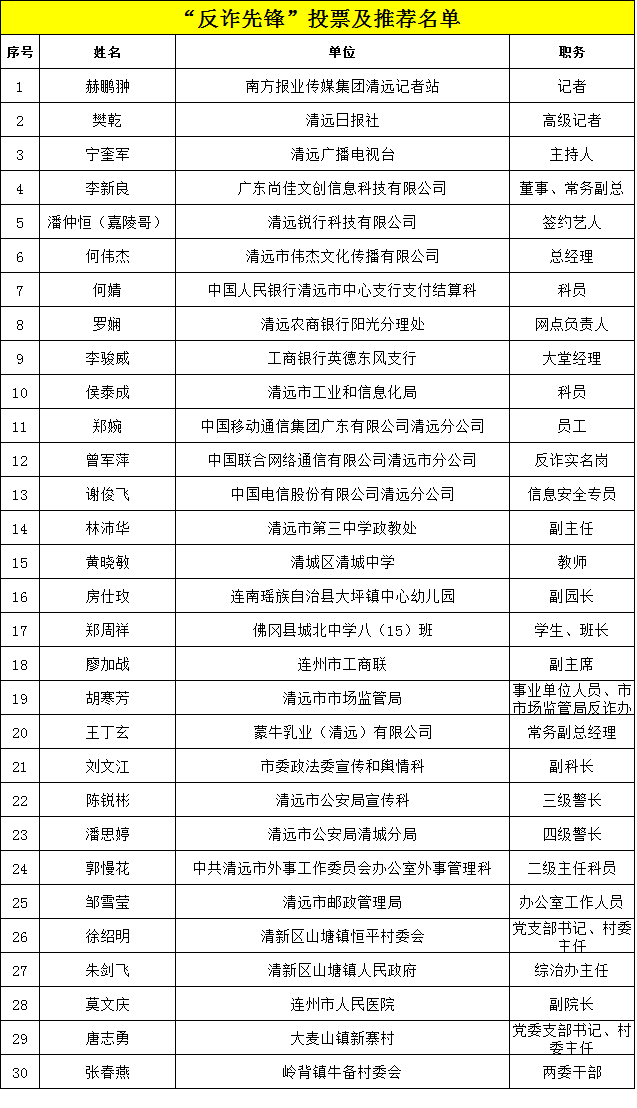 “反诈先锋”投票及推荐名单
序号 姓名 单位 职务
1 赫鹏翀 南方报业传媒集团清远记者站 记者
2 樊乾 清远日报社 高级记者
3 宁奎军 清远广播电视台 主持人
4 李新良 广东尚佳文创信息科技有限公司 董事、常务副总
5 潘仲恒（嘉陵哥） 清远锐行科技有限公司 签约艺人
6 何伟杰 清远市伟杰文化传播有限公司 总经理
7 何婧 中国人民银行清远市中心支行支付结算科 科员
8 罗娴 清远农商银行阳光分理处 网点负责人
9 李骏威 工商银行英德东风支行 大堂经理
10 侯泰成 清远市工业和信息化局 科员
11 郑婉 中国移动通信集团广东有限公司清远分公司 员工
12 曾军萍 中国联合网络通信有限公司清远市分公司 反诈实名岗
13 谢俊飞 中国电信股份有限公司清远分公司 信息安全专员
14 林沛华 清远市第三中学政教处 副主任
15 黄晓敏 清城区清城中学 教师
16 房仕玫 连南瑶族自治县大坪镇中心幼儿园 副园长
17 郑周祥 佛冈县城北中学八（15）班 学生、班长
18 廖加战 连州市工商联 副主席
19 胡寒芳 清远市市场监管局 事业单位人员、市
市场监管局反诈办
20 王丁玄 蒙牛乳业（清远）有限公司 常务副总经理
21 刘文江 市委政法委宣传和舆情科 副科长
22 陈锐彬 清远市公安局宣传科 三级警长
23 潘思婷 清远市公安局清城分局 四级警长
24 郭慢花 中共清远市外事工作委员会办公室外事管理科 二级主任科员
25 邹雪莹 清远市邮政管理局 办公室工作人员
26 徐绍明 清新区山塘镇恒平村委会 党支部书记、村委
主任
27 朱剑飞 清新区山塘镇人民政府 综治办主任
28 莫文庆 连州市人民医院 副院长
29 唐志勇 大麦山镇新寨村 党委支部书记、村
委主任
30 张春燕 岭背镇牛备村委会 两委干部